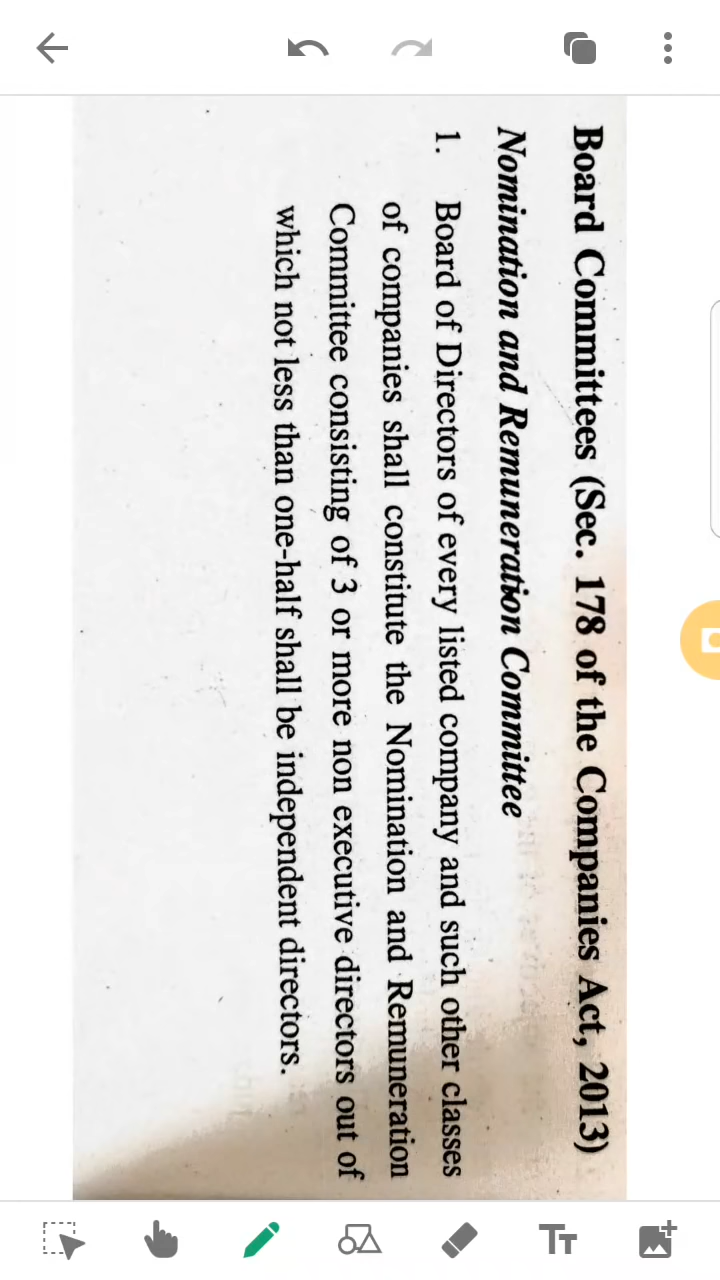 Board Committees (Sec. 178 of the Companies Act, 2013)
Nomination and Remuneration Committee
1. Board of Directors of every listed company and such other classes
of companies shall constitute the Nomination and Remuneration
Committee consisting of 3 or more non executive directors out of
which not less than one-half shall be independent directors.
TT